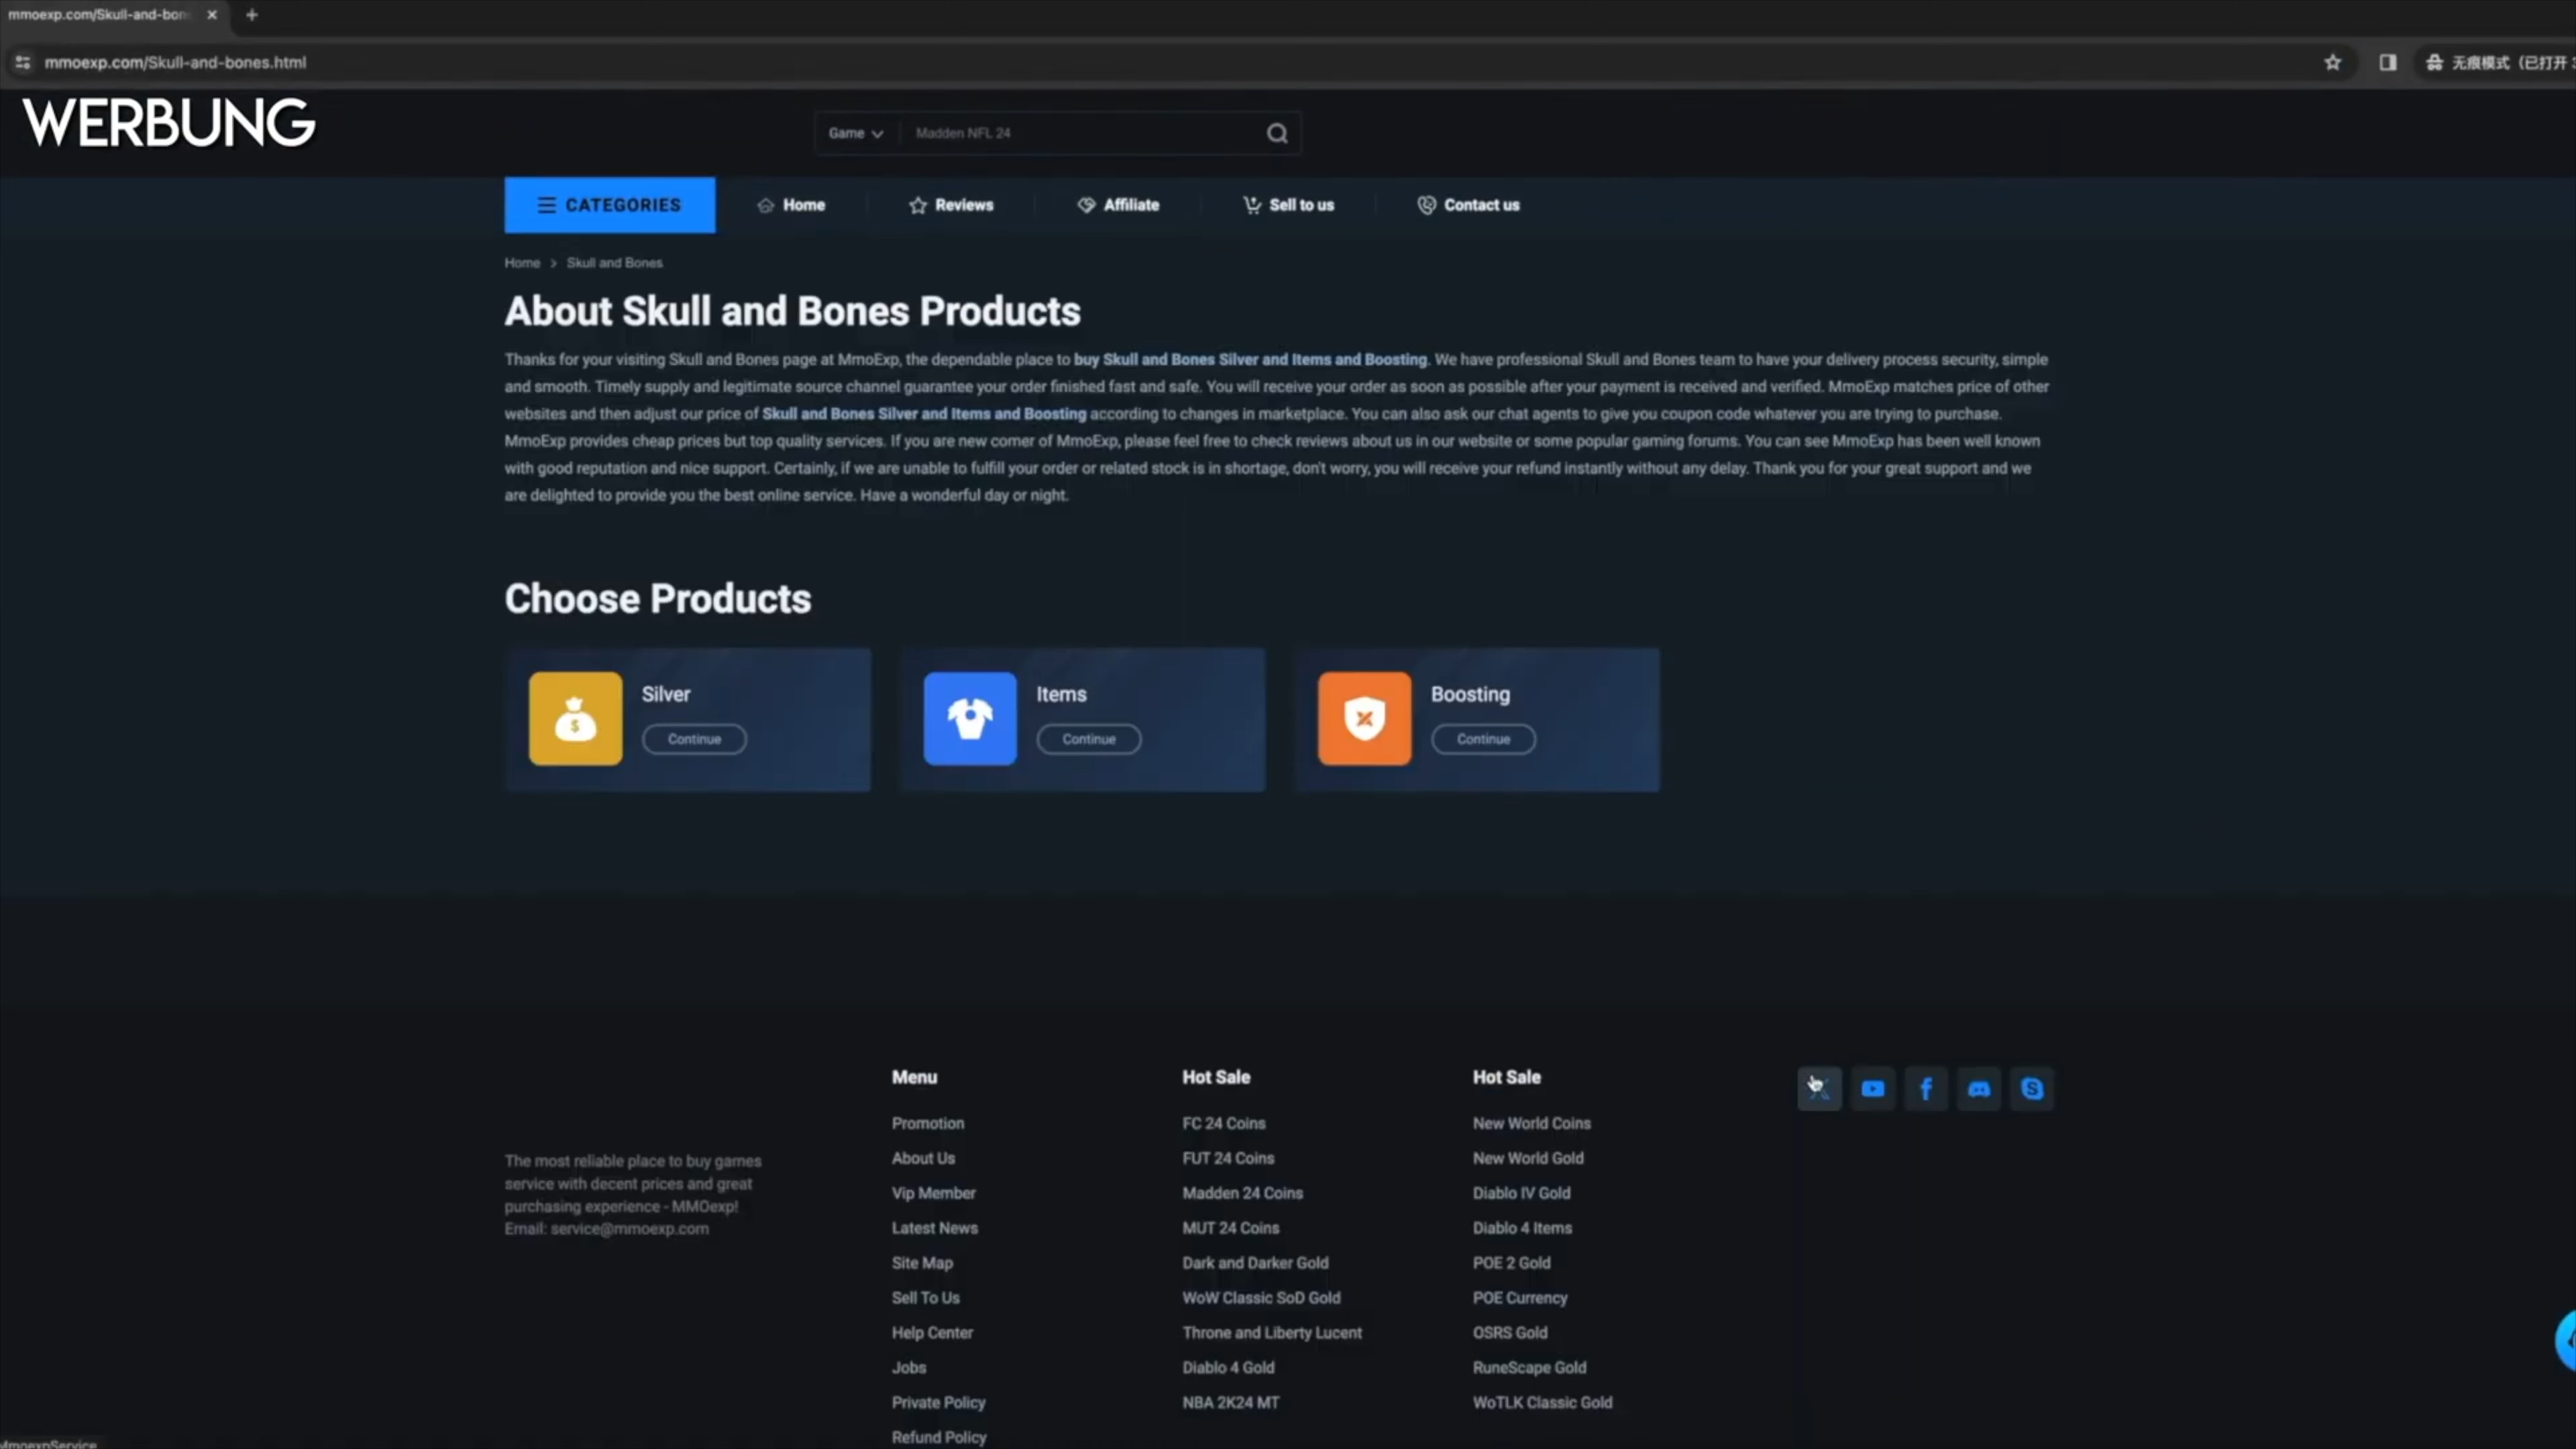 mmoexp.com/Skull-and-bon
mmoexp.com/Skull-and-bones.html
无痕模式（已打开 3
WERBUNG
Game
Madden NFL 24
CATEGORIES
Home
Reviews
Affiliate
Sell to us
Contact us
Home > Skull and Bones
About Skull and Bones Products
Thanks for your visiting Skull and Bones page at MmoExp, the dependable place to buy Skull and Bones Silver and Items and Boosting. We have professional Skull and Bones team to have your delivery process security, simple
and smooth. Timely supply and legitimate source channel guarantee your order finished fast and safe. You will receive your order as soon as possible after your payment is received and verified. MmoExp matches price of other
websites and then adjust our price of Skull and Bones Silver and Items and Boosting according to changes in marketplace. You can also ask our chat agents to give you coupon code whatever you are trying to purchase.
MmoExp provides cheap prices but top quality services. If you are new comer of MmoExp, please feel free to check reviews about us in our website or some popular gaming forums. You can see MmoExp has been well known
with good reputation and nice support. Certainly, if we are unable to fulfill your order or related stock is in shortage, don't worry, you will receive your refund instantly without any delay. Thank you for your great support and we
are delighted to provide you the best online service. Have a wonderful day or night.
Choose Products
Silver
Continue
Items
Continue
Boosting
Continue
The most reliable place to buy games
service with decent prices and great
purchasing experience - MMOexp!
Email: service@mmoexp.com
Menu
Promotion
About Us
Vip Member
Latest News
Site Map
Sell To Us
Help Center
Jobs
Private Policy
Refund Policy
Hot Sale
FC 24 Coins
FUT 24 Coins
Madden 24 Coins
MUT 24 Coins
Dark and Darker Gold
WoW Classic SoD Gold
Throne and Liberty Lucent
Diablo 4 Gold
NBA 2K24 MT
Hot Sale
New World Coins
New World Gold
Diablo IV Gold
Diablo 4 Items
POE 2 Gold
POE Currency
OSRS Gold
RuneScape Gold
WoTLK Classic Gold